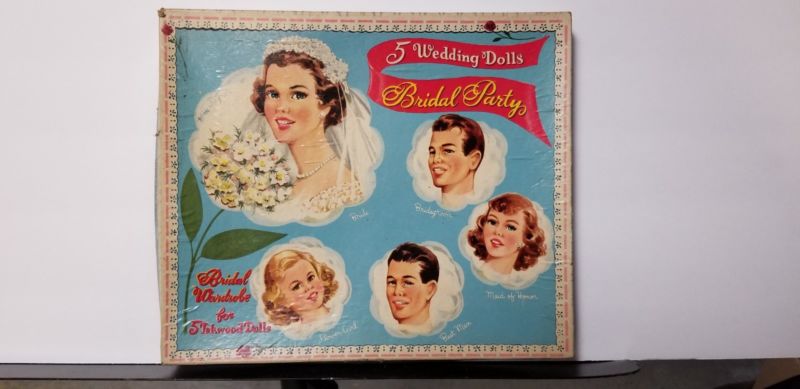 5 Wedding Dolls
Bridal Party
Bride
Bridegroom
Maid of Honor
Flower Girl
Best Man
Bridal
Wardrobe
for
5 Tekwood Dolls